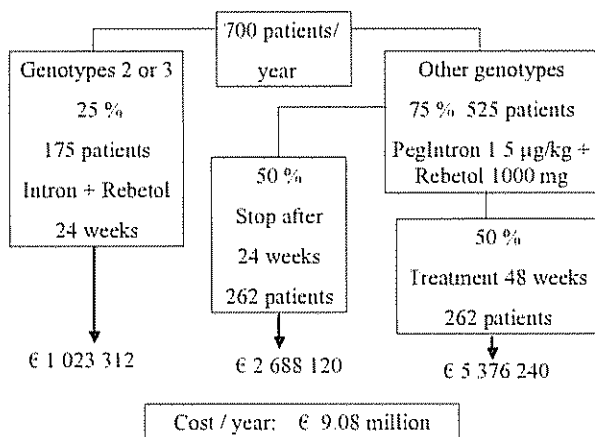 700 patients/
year
Genotypes 2 or 3
25 %
175 patients
Intron + Rebetol
24 weeks
€ 1 023 312
Other genotypes
75 % 525 patients
PegIntron 1 5 µg/kg +
Rebetol 1000 mg
50 %
Stop after
24 weeks
262 patients
€ 2 688 120
50 %
Treatment 48 weeks
262 patients
€ 5 376 240
Cost / year: € 9.08 million